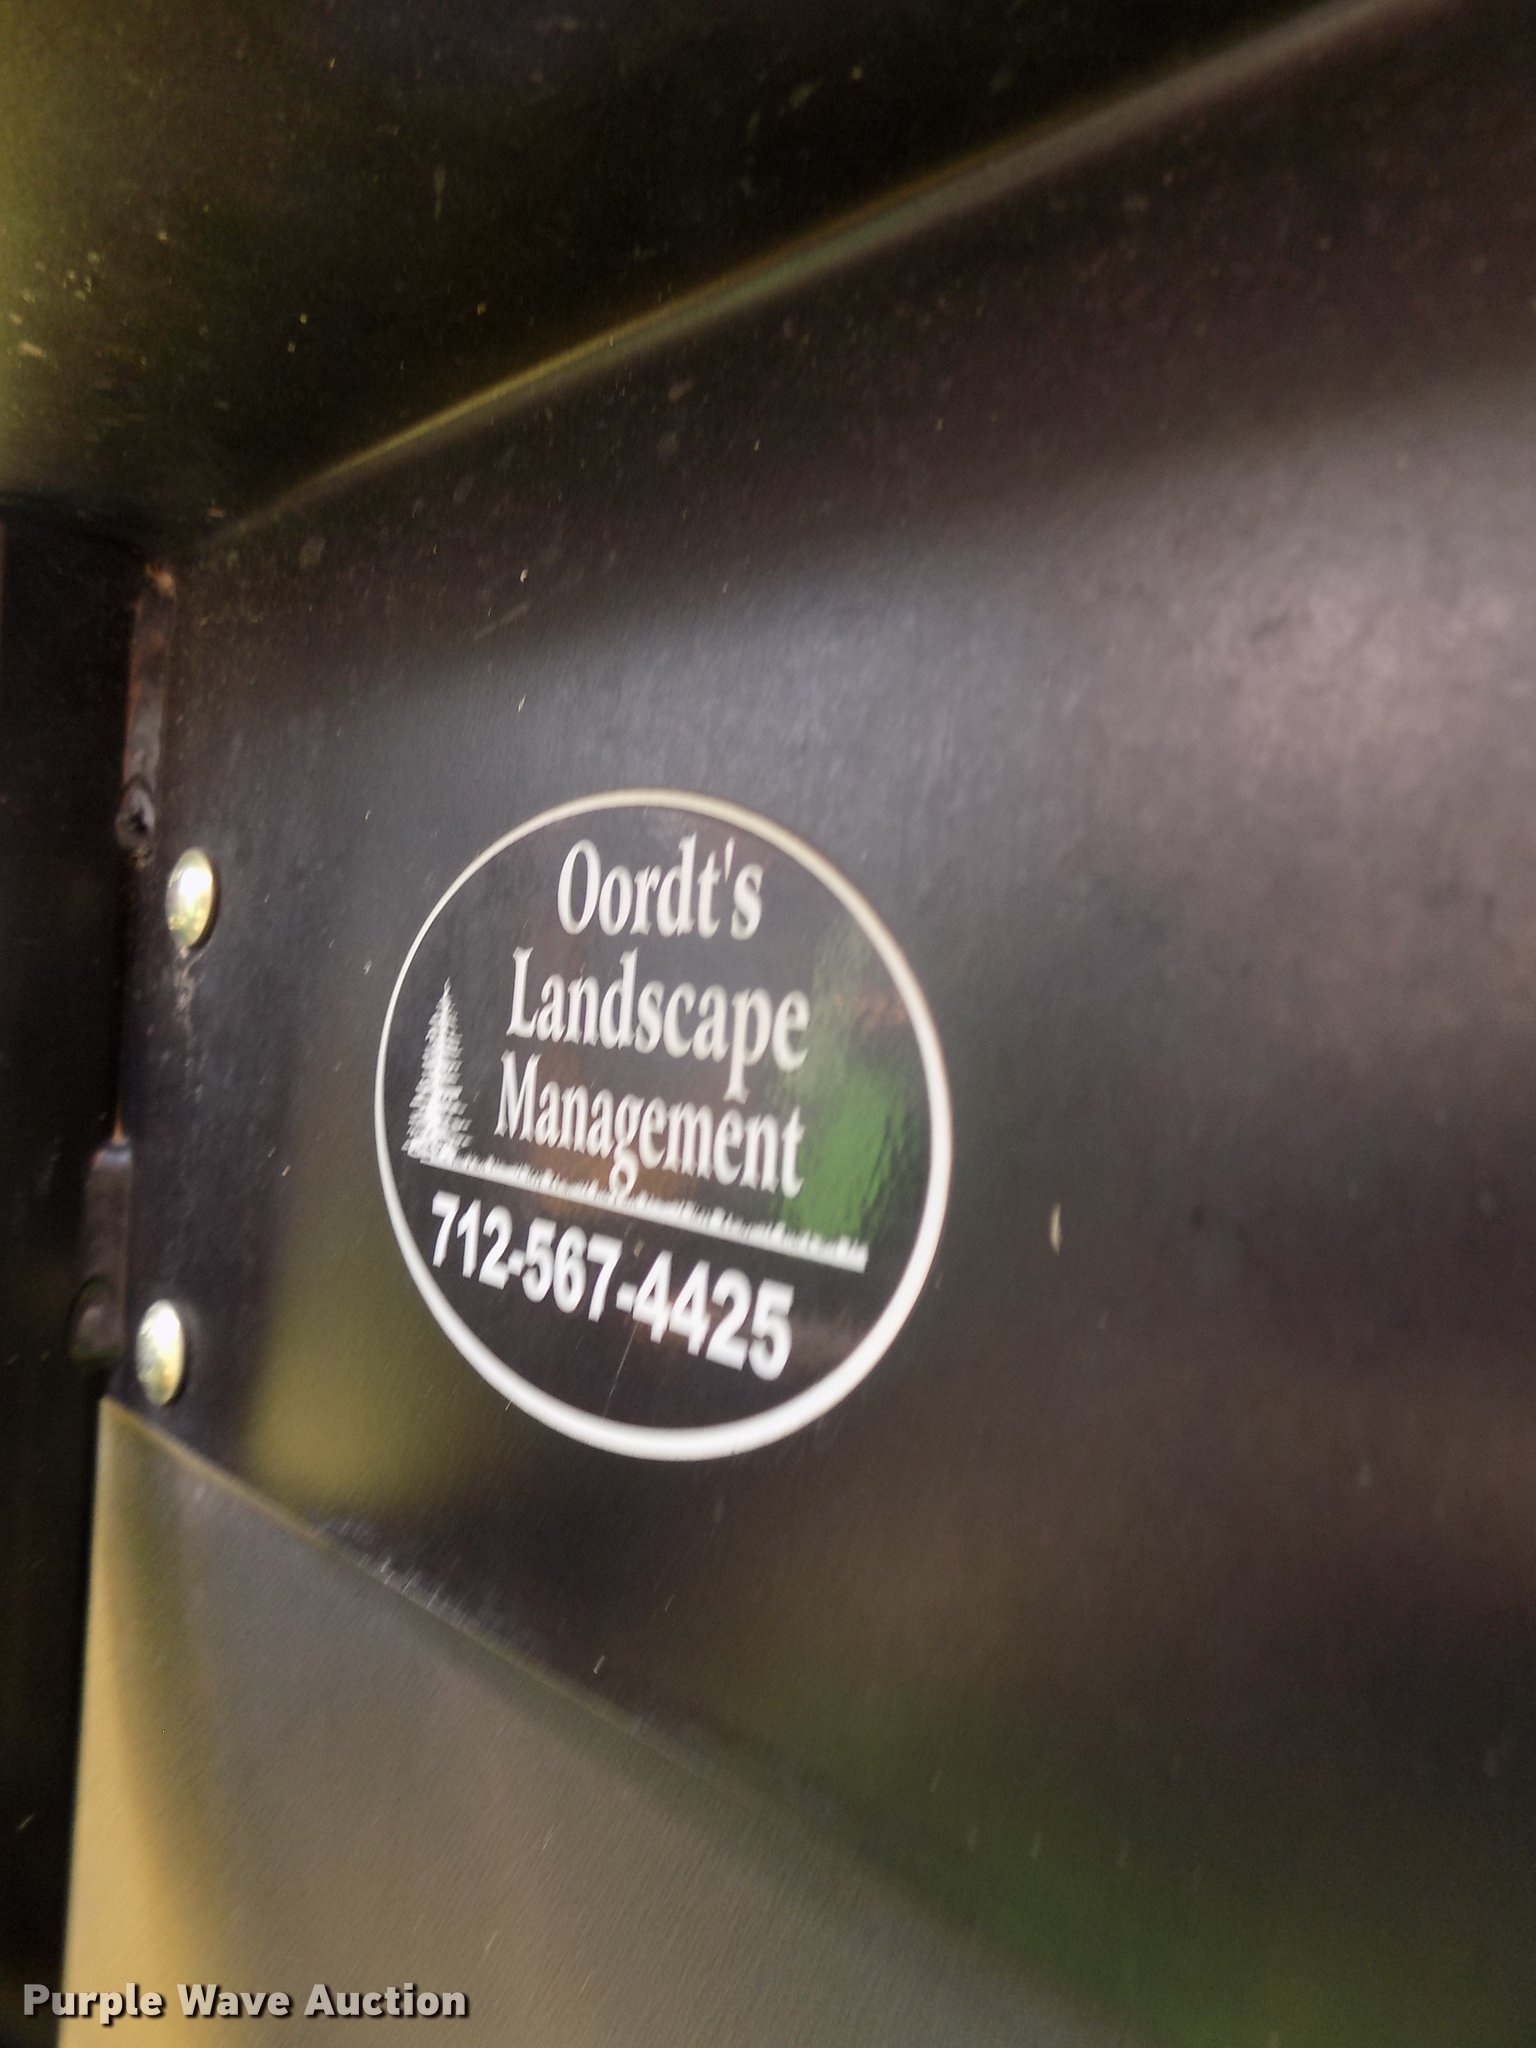 Oordt's
Landscape
Management
712-567-4425
Purple Wave Auction